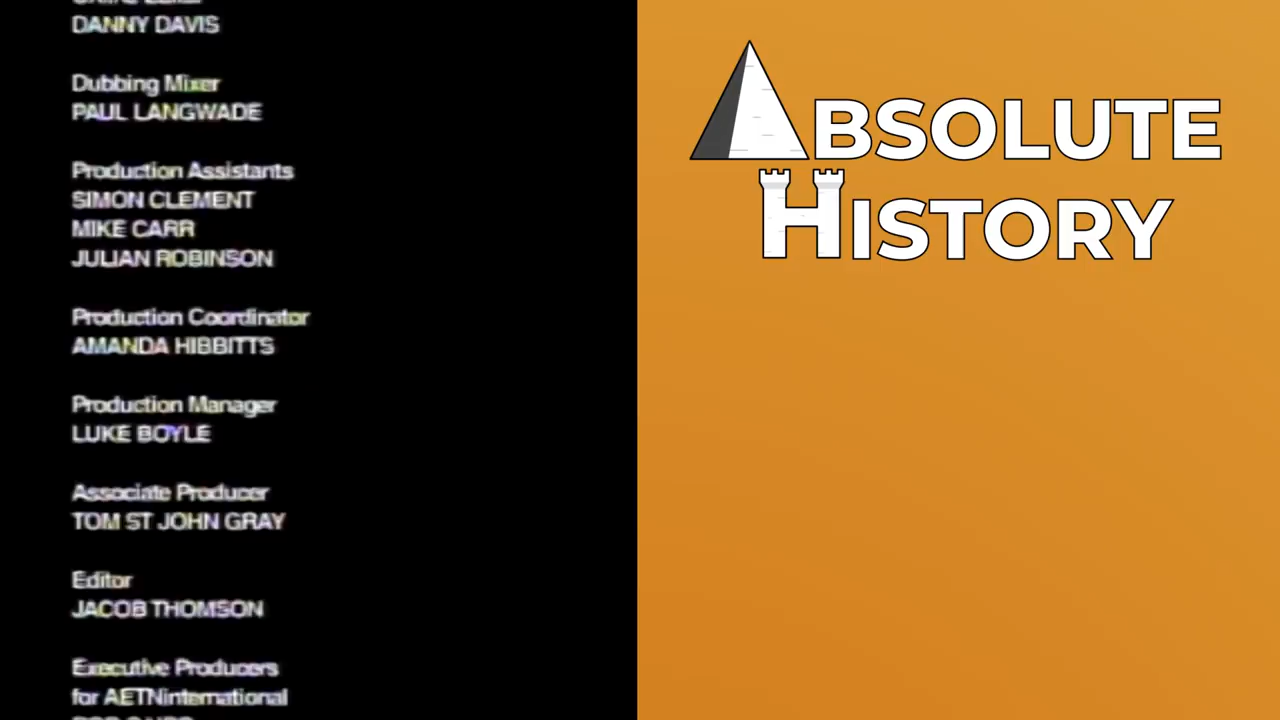 DANNY DAVIS
Dubbing Mixer
PAUL LANGWADE
Production Assistants
SIMON CLEMENT
MIKE CARR
JULIAN ROBINSON
Production Coordinator
AMANDA HIBBITTS
Production Manager
LUKE BOYLE
Associate Producer
TOM ST JOHN GRAY
Editor
JACOB THOMSON
Executive Producers
for AETNinternational
ABSOLUTE
HISTORY